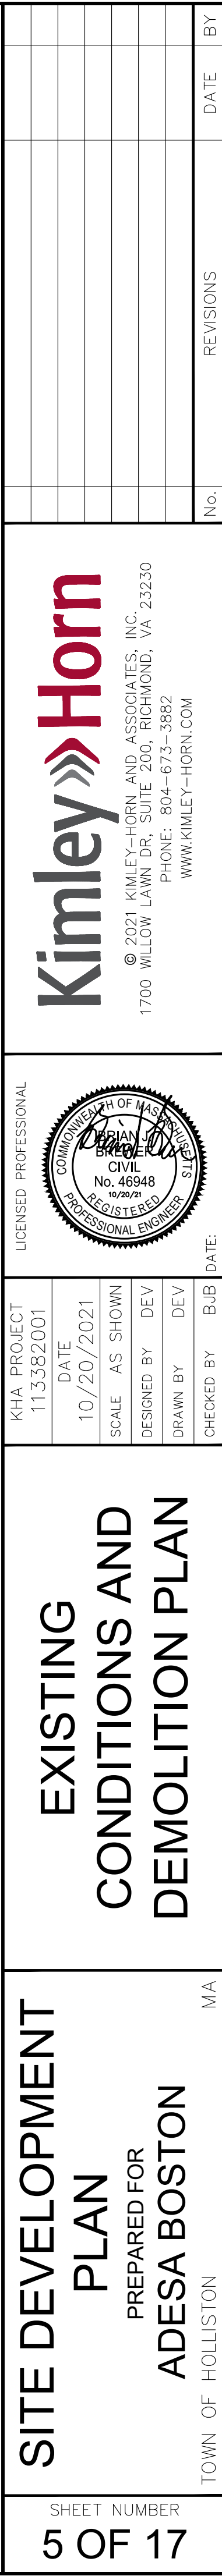 No. REVISIONS DATE BY
Kimley»Horn
© 2021 KIMLEY-HORN AND ASSOCIATES, INC.
1700 WILLOW LAWN DR, SUITE 200, RICHMOND, VA 23230
PHONE: 804-673-3882
WWW.KIMLEY-HORN.COM
LICENSED PROFESSIONAL
COMMONWEALTH OF MASSACHUSETTS
BRIAN J.
CIVIL
No. 46948
10/20/21
REGISTERED
PROFESSIONAL ENGINEER
DATE:
KHA PROJECT
113382001
DATE
10/20/2021
SCALE AS SHOWN
DESIGNED BY DEV
DRAWN BY DEV
CHECKED BY BJB
EXISTING
CONDITIONS AND
DEMOLITION PLAN
SITE DEVELOPMENT
PLAN
PREPARED FOR
ADESA BOSTON
TOWN OF HOLLISTON MA
SHEET NUMBER
5 OF 17